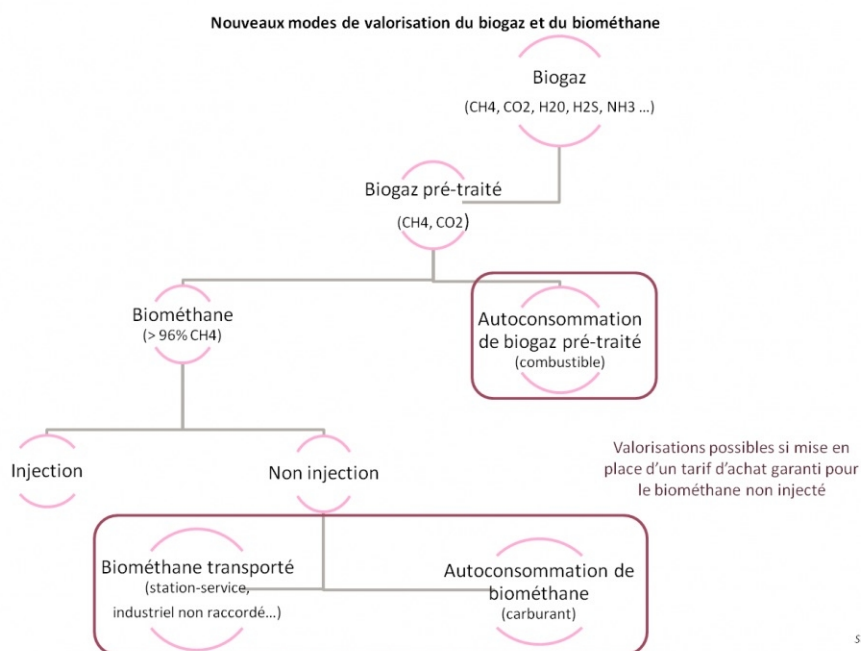 Nouveaux modes de valorisation du biogaz et du biométhane
Biogaz
(CH4, CO2, H20, H2S, NH3 ...)
Biogaz pré-traité
(CH4, CO2)
Biométhane
(> 96% CH4)
Autoconsommation
de biogaz pré-traité
(combustible)
Injection
Non injection
Valorisations possibles si mise en
place d'un tarif d'achat garanti pour
le biométhane non injecté
Biométhane transporté
(station-service,
industriel non raccordé...)
Autoconsommation de
biométhane
(carburant)
s